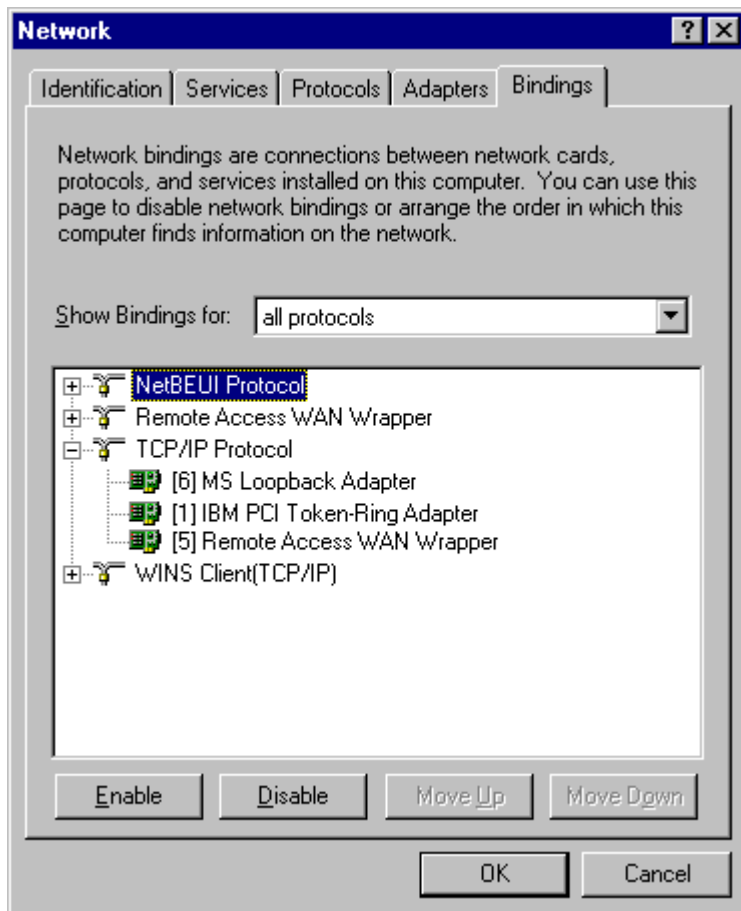 Network
Identification Services Protocols Adapters Bindings
Network bindings are connections between network cards,
protocols, and services installed on this computer. You can use this
page to disable network bindings or arrange the order in which this
computer finds information on the network.
Show Bindings for: all protocols
NetBEUI Protocol
Remote Access WAN Wrapper
TCP/IP Protocol
[6] MS Loopback Adapter
[1] IBM PCI Token-Ring Adapter
[5] Remote Access WAN Wrapper
WINS Client(TCP/IP)
Enable Disable Move Up Move Down
OK Cancel